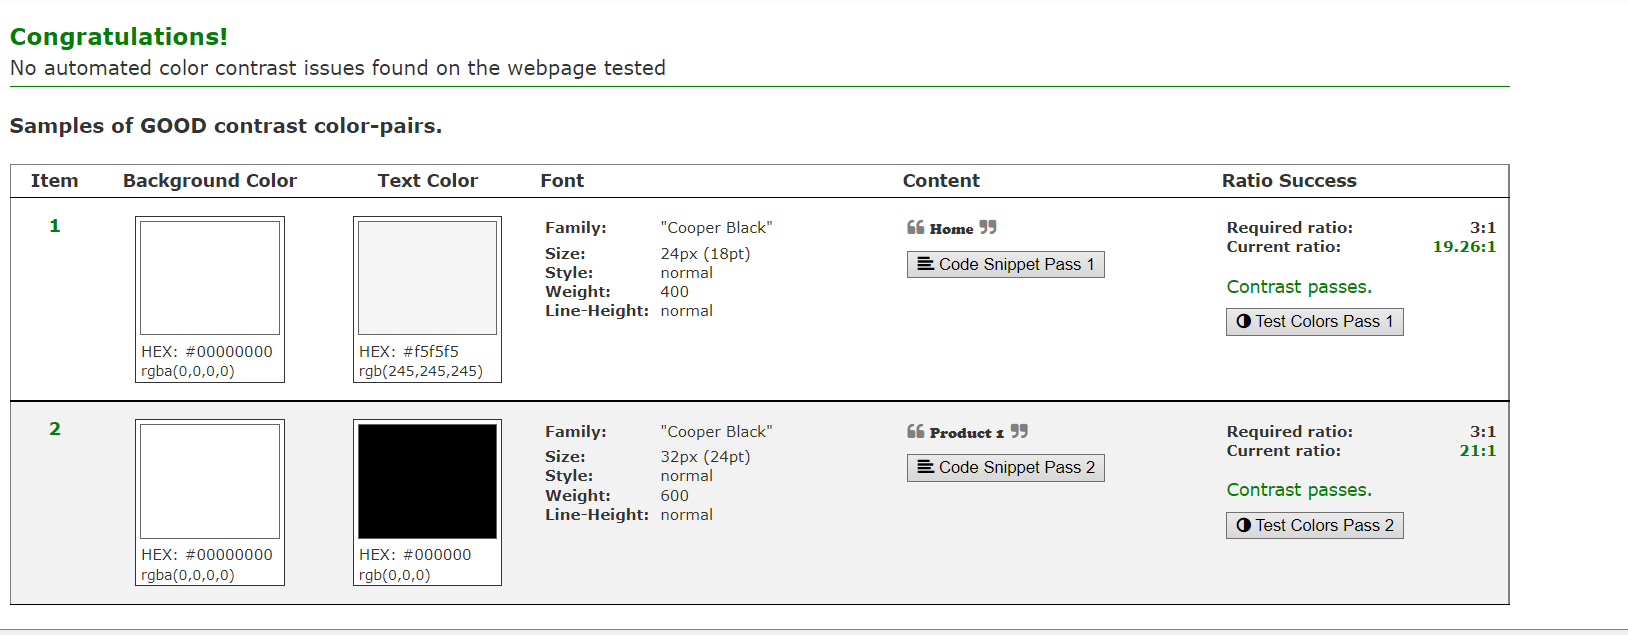 Congratulations!
No automated color contrast issues found on the webpage tested
Samples of GOOD contrast color-pairs.
Item Background Color Text Color Font Content Ratio Success
1
HEX: #00000000
rgba(0,0,0,0)
HEX: #f5f5f5
rgb(245,245,245)
Family: "Cooper Black"
Size: 24px (18pt)
Style: normal
Weight: 400
Line-Height: normal
❝ Home ❞
Code Snippet Pass 1
Required ratio: 3:1
Current ratio: 19.26:1
Contrast passes.
Test Colors Pass 1
2
HEX: #00000000
rgba(0,0,0,0)
HEX: #000000
rgb(0,0,0)
Family: "Cooper Black"
Size: 32px (24pt)
Style: normal
Weight: 600
Line-Height: normal
❝ Product 1 ❞
Code Snippet Pass 2
Required ratio: 3:1
Current ratio: 21:1
Contrast passes.
Test Colors Pass 2